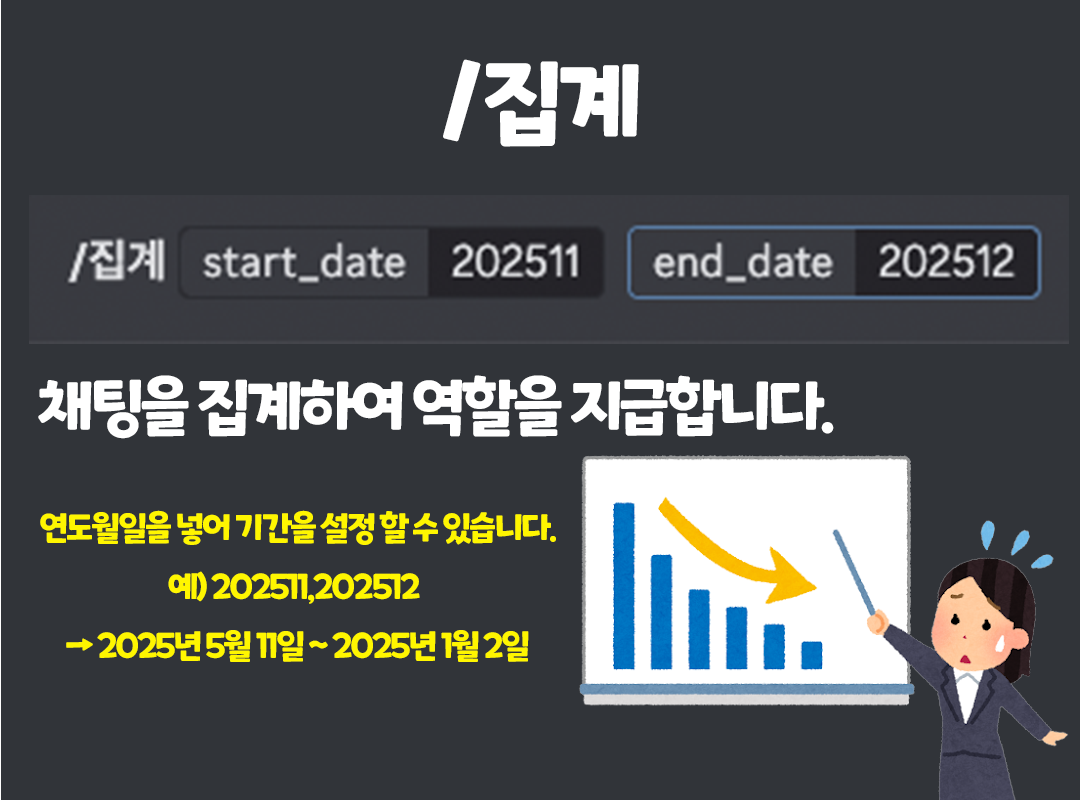 /집계
/집계 start_date 202511 end_date 202512
채팅을 집계하여 역할을 지급합니다.
연도월일을 넣어 기간을 설정 할 수 있습니다.
예) 202511,202512
→ 2025년 5월 11일 ~ 2025년 1월 2일